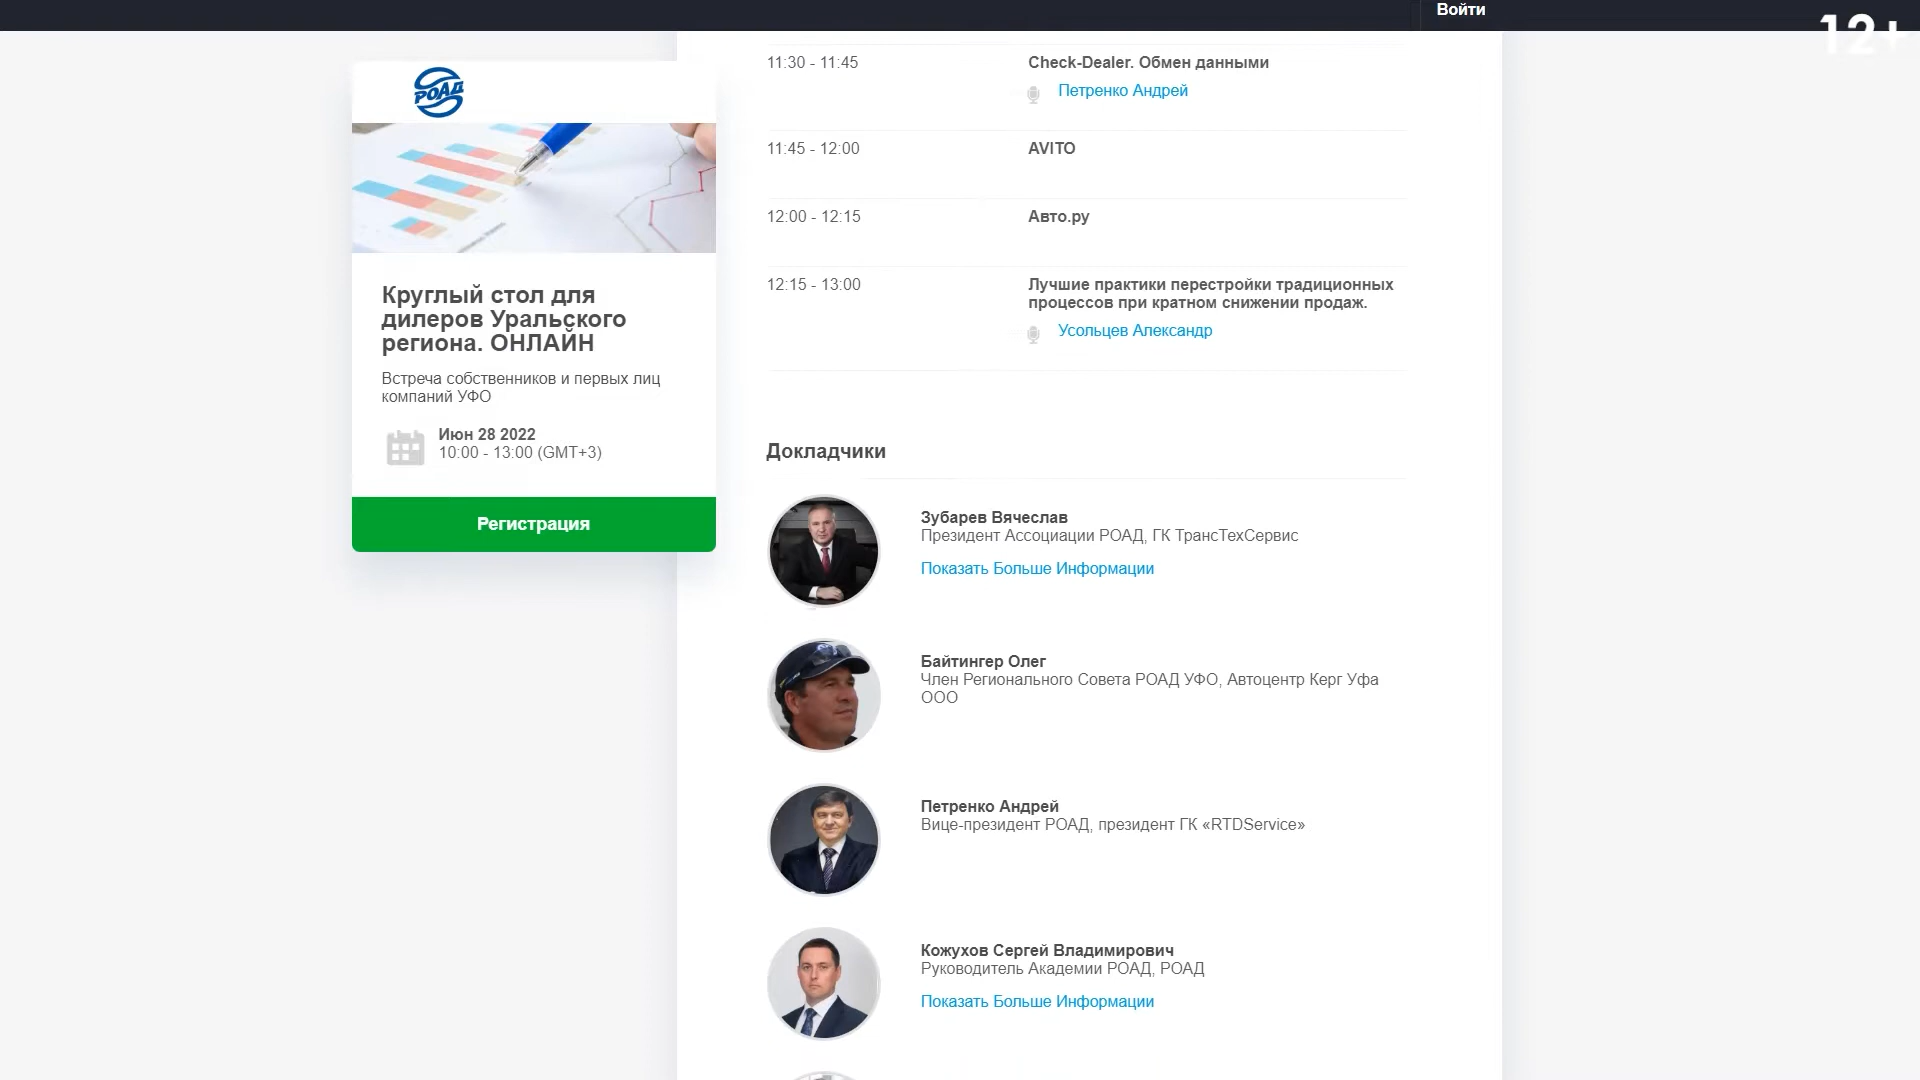 Войти
12+
РОАД
Круглый стол для
дилеров Уральского
региона. ОНЛАЙН
Встреча собственников и первых лиц
компаний УФО
Июн 28 2022
10:00 - 13:00 (GMT+3)
Регистрация
11:30 - 11:45
Check-Dealer. Обмен данными
Петренко Андрей
11:45 - 12:00
AVITO
12:00 - 12:15
Авто.ру
12:15 - 13:00
Лучшие практики перестройки традиционных
процессов при кратном снижении продаж.
Усольцев Александр
Докладчики
Зубарев Вячеслав
Президент Ассоциации РОАД, ГК ТрансТехСервис
Показать Больше Информации
Байтингер Олег
Член Регионального Совета РОАД УФО, Автоцентр Керг Уфа
ООО
Петренко Андрей
Вице-президент РОАД, президент ГК «RTDService»
Кожухов Сергей Владимирович
Руководитель Академии РОАД, РОАД
Показать Больше Информации